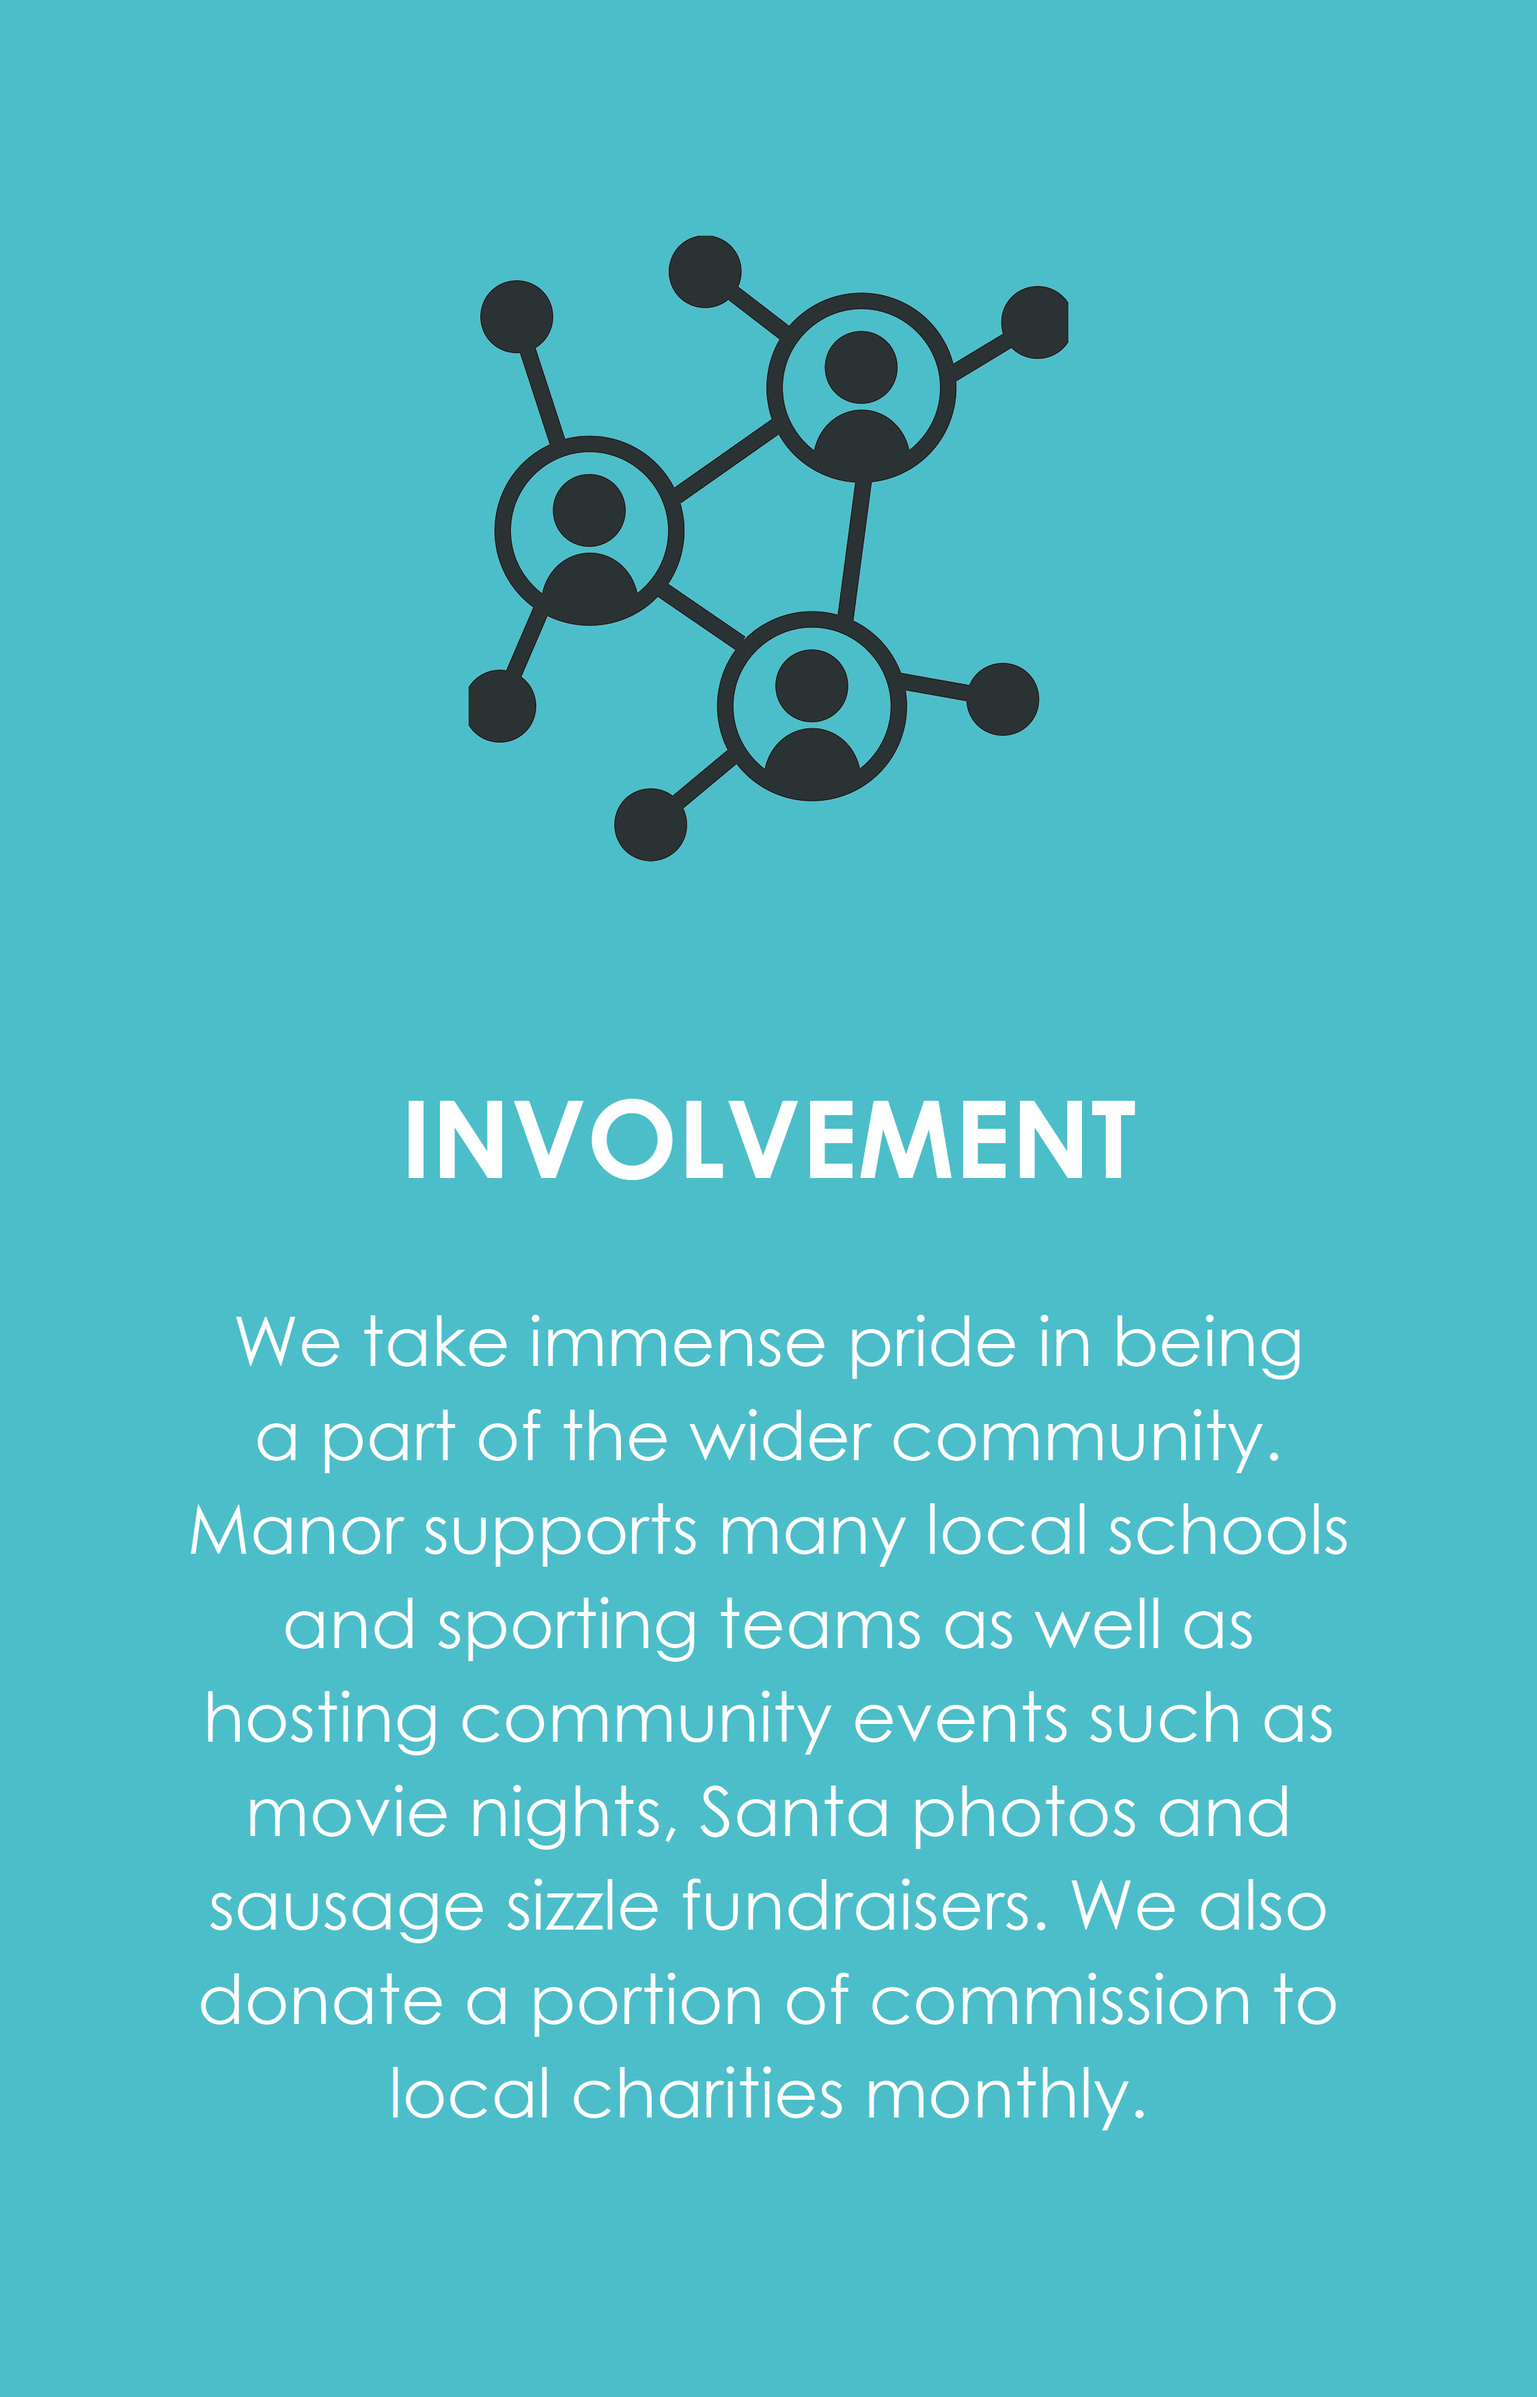 INVOLVEMENT
We take immense pride in being
a part of the wider community.
Manor supports many local schools
and sporting teams as well as
hosting community events such as
movie nights, Santa photos and
sausage sizzle fundraisers. We also
donate a portion of commission to
local charities monthly.